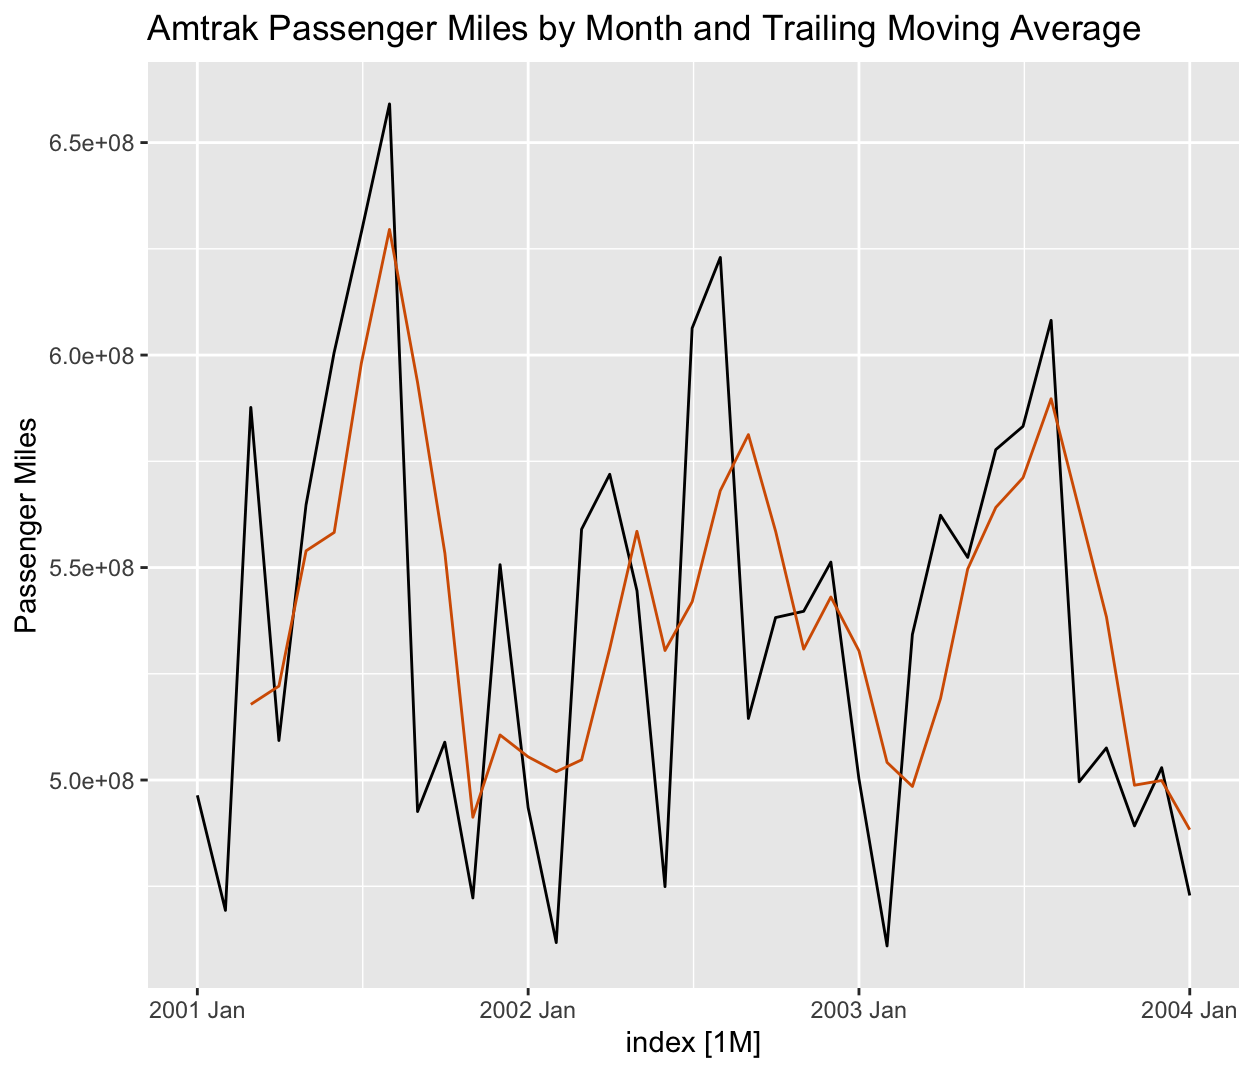 Amtrak Passenger Miles by Month and Trailing Moving Average
Passenger Miles
6.5e+08
6.0e+08
5.5e+08
5.0e+08
2001 Jan
2002 Jan
2003 Jan
2004 Jan
index [1M]